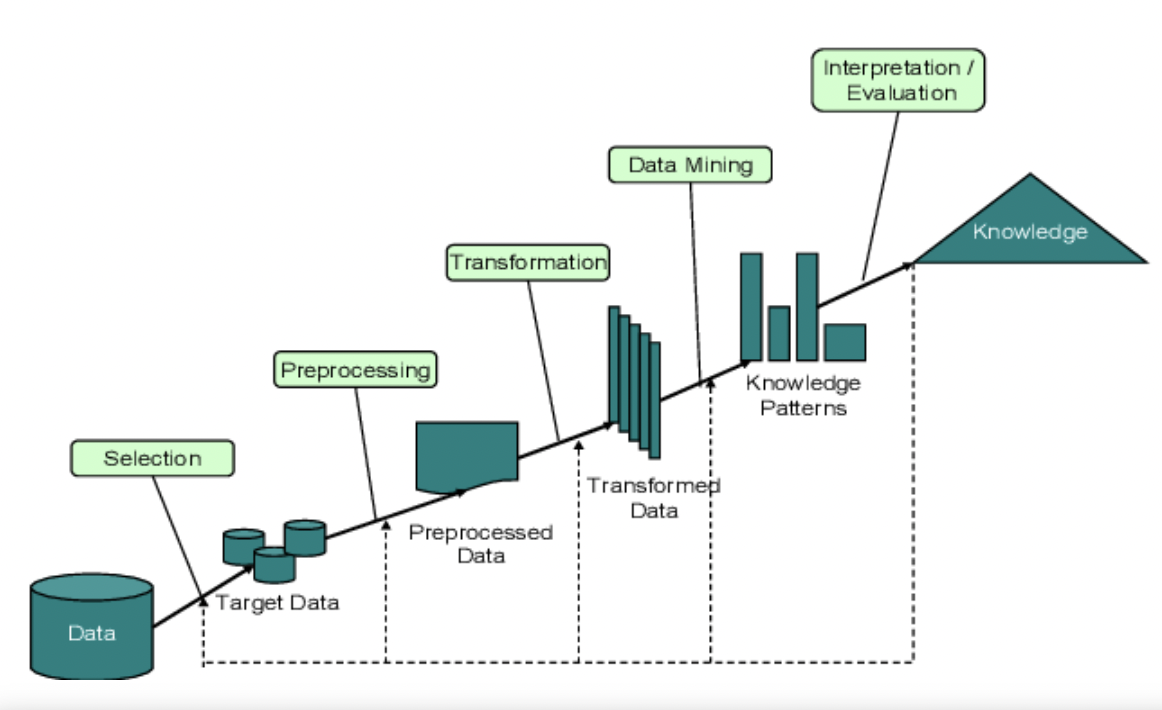 Interpretation /
Evaluation
Data Mining
Knowledge
Transformation
Preprocessing
Knowledge
Patterns
Selection
Transformed
Data
Preprocessed
Data
Target Data
Data